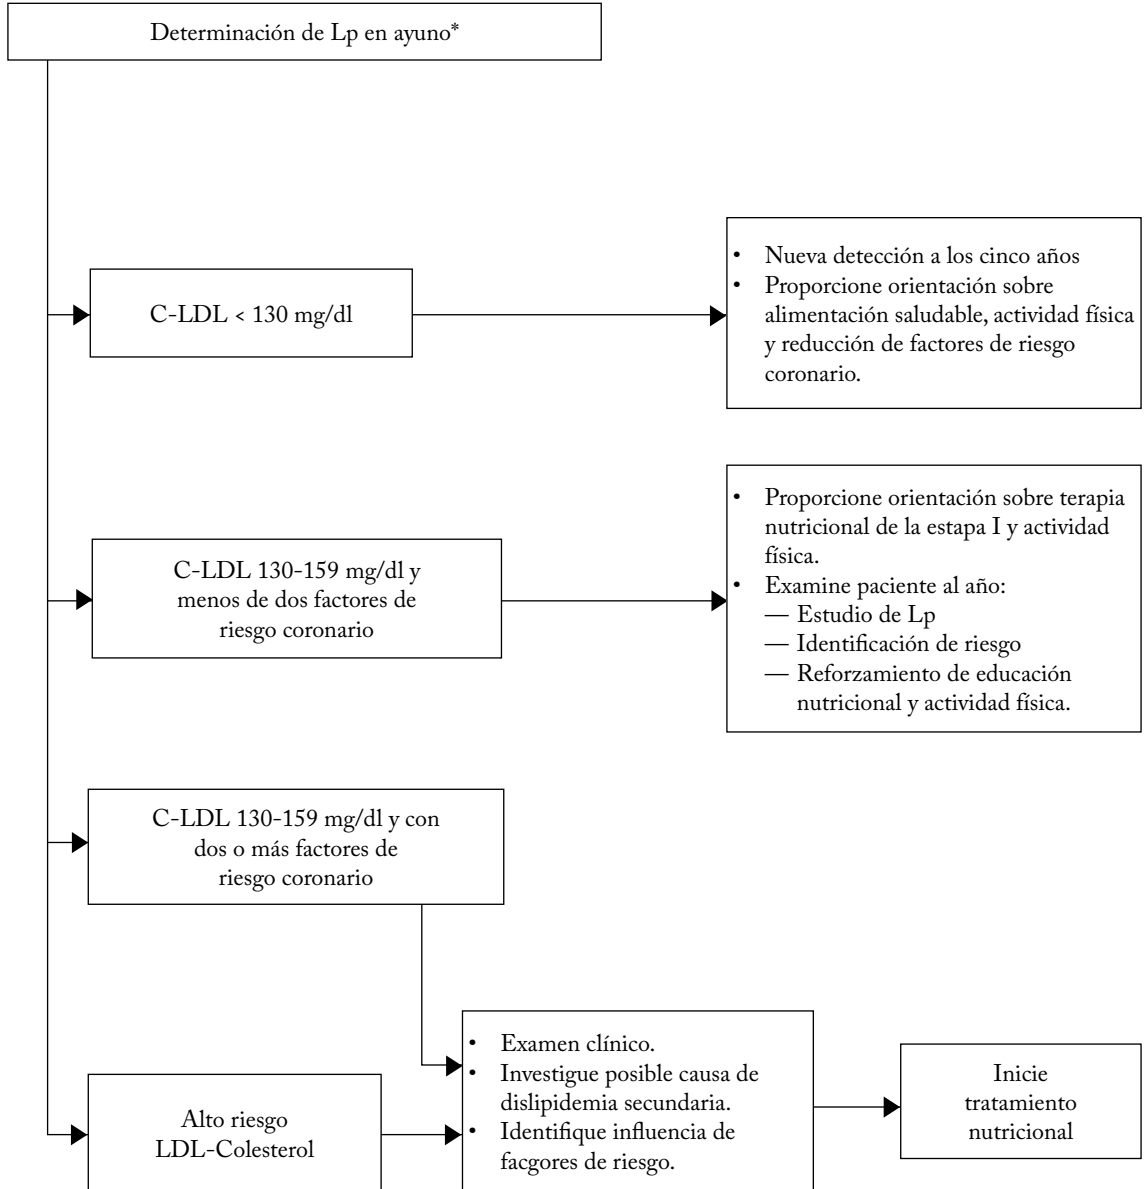 Determinación de Lp en ayuno*
C-LDL < 130 mg/dl
• Nueva detección a los cinco años
• Proporcione orientación sobre
alimentación saludable, actividad física
y reducción de factores de riesgo
coronario.
C-LDL 130-159 mg/dl y
menos de dos factores de
riesgo coronario
• Proporcione orientación sobre terapia
nutricional de la estapa I y actividad
física.
• Examine paciente al año:
— Estudio de Lp
— Identificación de riesgo
— Reforzamiento de educación
nutricional y actividad física.
C-LDL 130-159 mg/dl y con
dos o más factores de
riesgo coronario
Alto riesgo
LDL-Colesterol
• Examen clínico.
• Investigue posible causa de
dislipidemia secundaria.
• Identifique influencia de
facgores de riesgo.
Inicie
tratamiento
nutricional